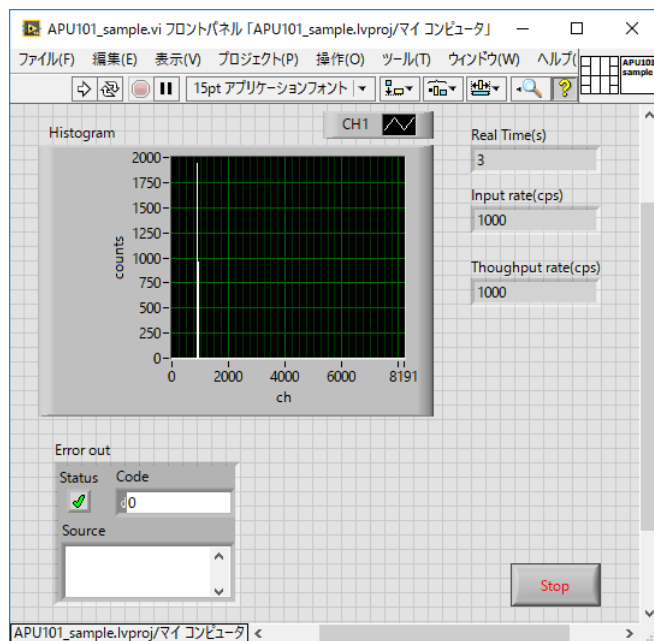 APU101_sample.vi フロントパネル「APU101_sample.lvproj/マイ コンピュータ」
ファイル(F) 編集(E) 表示(V) プロジェクト(P) 操作(O) ツール(T) ウィンドウ(W) ヘルプ(
APU101
sample
15pt アプリケーションフォント
Histogram
CH1
Real Time(s)
3
Input rate(cps)
1000
Thoughput rate(cps)
1000
2000
1750
1500
1250
1000
750
500
250
0
counts
0 2000 4000 6000 8191
ch
Error out
Status Code
d0
Source
Stop
APU101_sample.lvproj/マイ コンピュータ